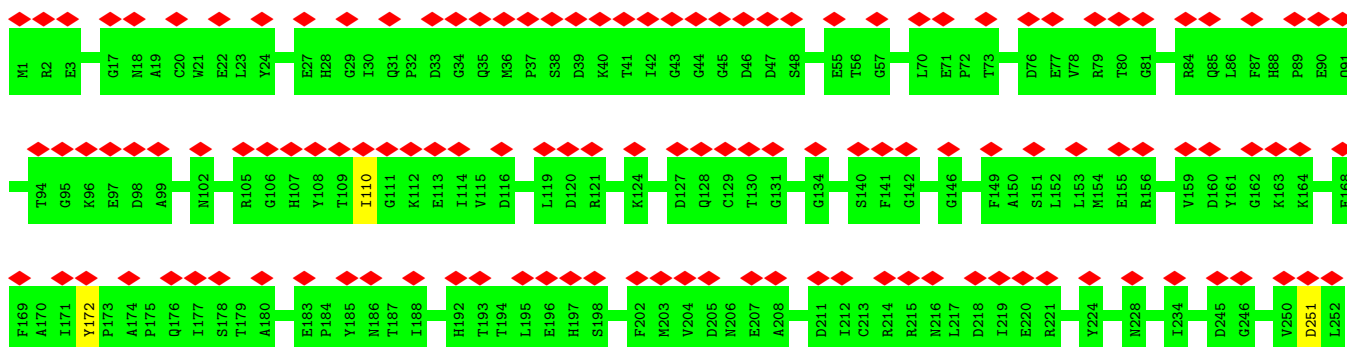 M1 R2 E3 G17 N18 A19 C20 W21 E22 L23 Y24 E27 H28 G29 I30 Q31 P32 D33 G34 Q35 M36 P37 S38 D39 K40 T41 I42 G43 G44 G45 D46 D47 S48 E55 T56 G57 L70 E71 P72 T73 D76 E77 V78 R79 T80 G81 R84 Q85 L86 F87 H88 P89 E90 Q91
T94 G95 K96 E97 D98 A99 N102 R105 G106 H107 Y108 T109 I110 G111 K112 E113 I114 V115 D116 L119 D120 R121 K124 D127 Q128 C129 T130 G131 G134 S140 F141 G142 G146 F149 A150 S151 L152 L153 M154 E155 R156 V159 D160 Y161 G162 K163 K164 E168
F169 A170 I171 Y172 P173 A174 P175 Q176 I177 S178 T179 A180 E183 P184 Y185 N186 T187 I188 H192 T193 T194 L195 E196 H197 S198 F202 M203 V204 D205 N206 E207 A208 D211 I212 C213 R214 R215 N216 L217 D218 I219 E220 R221 Y224 N228 I234 D245 G246 V250 D251 L252